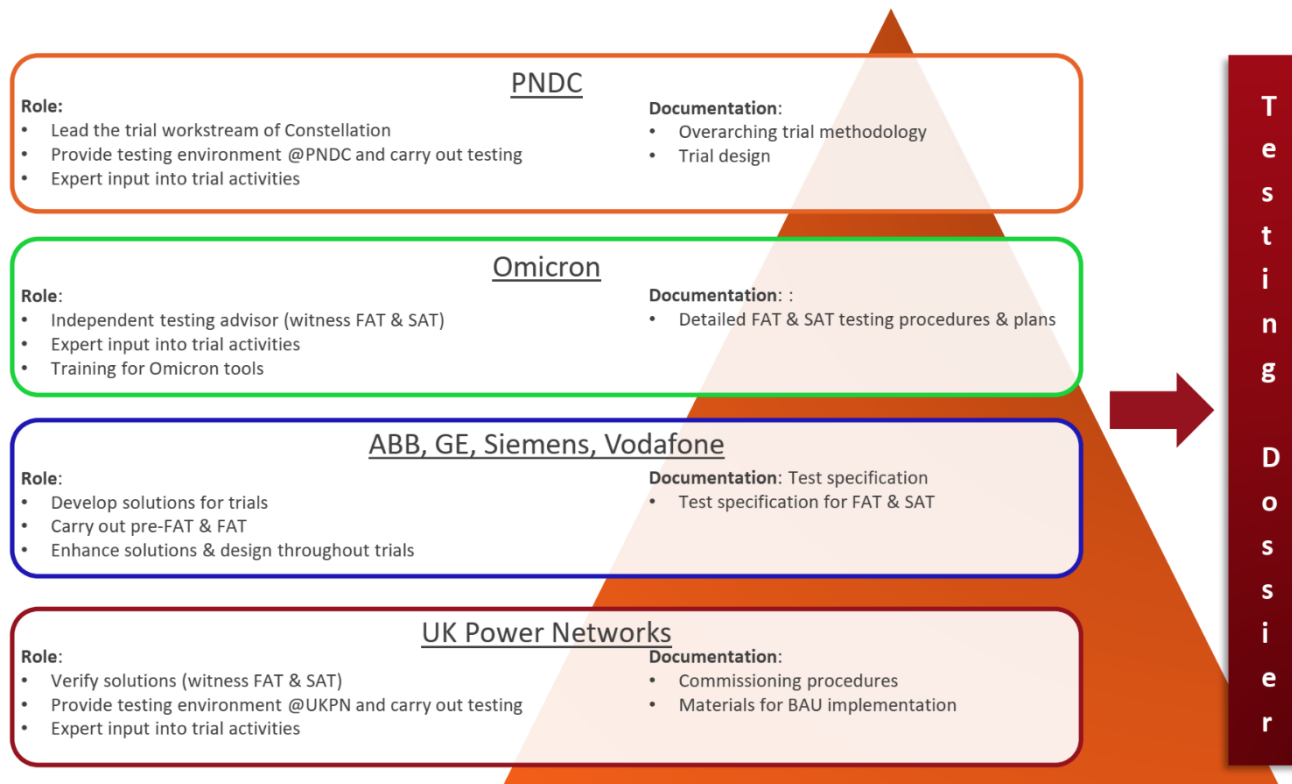 PNDC
Role:
• Lead the trial workstream of Constellation
• Provide testing environment @PNDC and carry out testing
• Expert input into trial activities
Documentation:
• Overarching trial methodology
• Trial design
Omicron
Role:
• Independent testing advisor (witness FAT & SAT)
• Expert input into trial activities
• Training for Omicron tools
Documentation: :
• Detailed FAT & SAT testing procedures & plans
ABB, GE, Siemens, Vodafone
Role:
• Develop solutions for trials
• Carry out pre-FAT & FAT
• Enhance solutions & design throughout trials
Documentation: Test specification
• Test specification for FAT & SAT
UK Power Networks
Role:
• Verify solutions (witness FAT & SAT)
• Provide testing environment @UKPN and carry out testing
• Expert input into trial activities
Documentation:
• Commissioning procedures
• Materials for BAU implementation
Testing Dossier